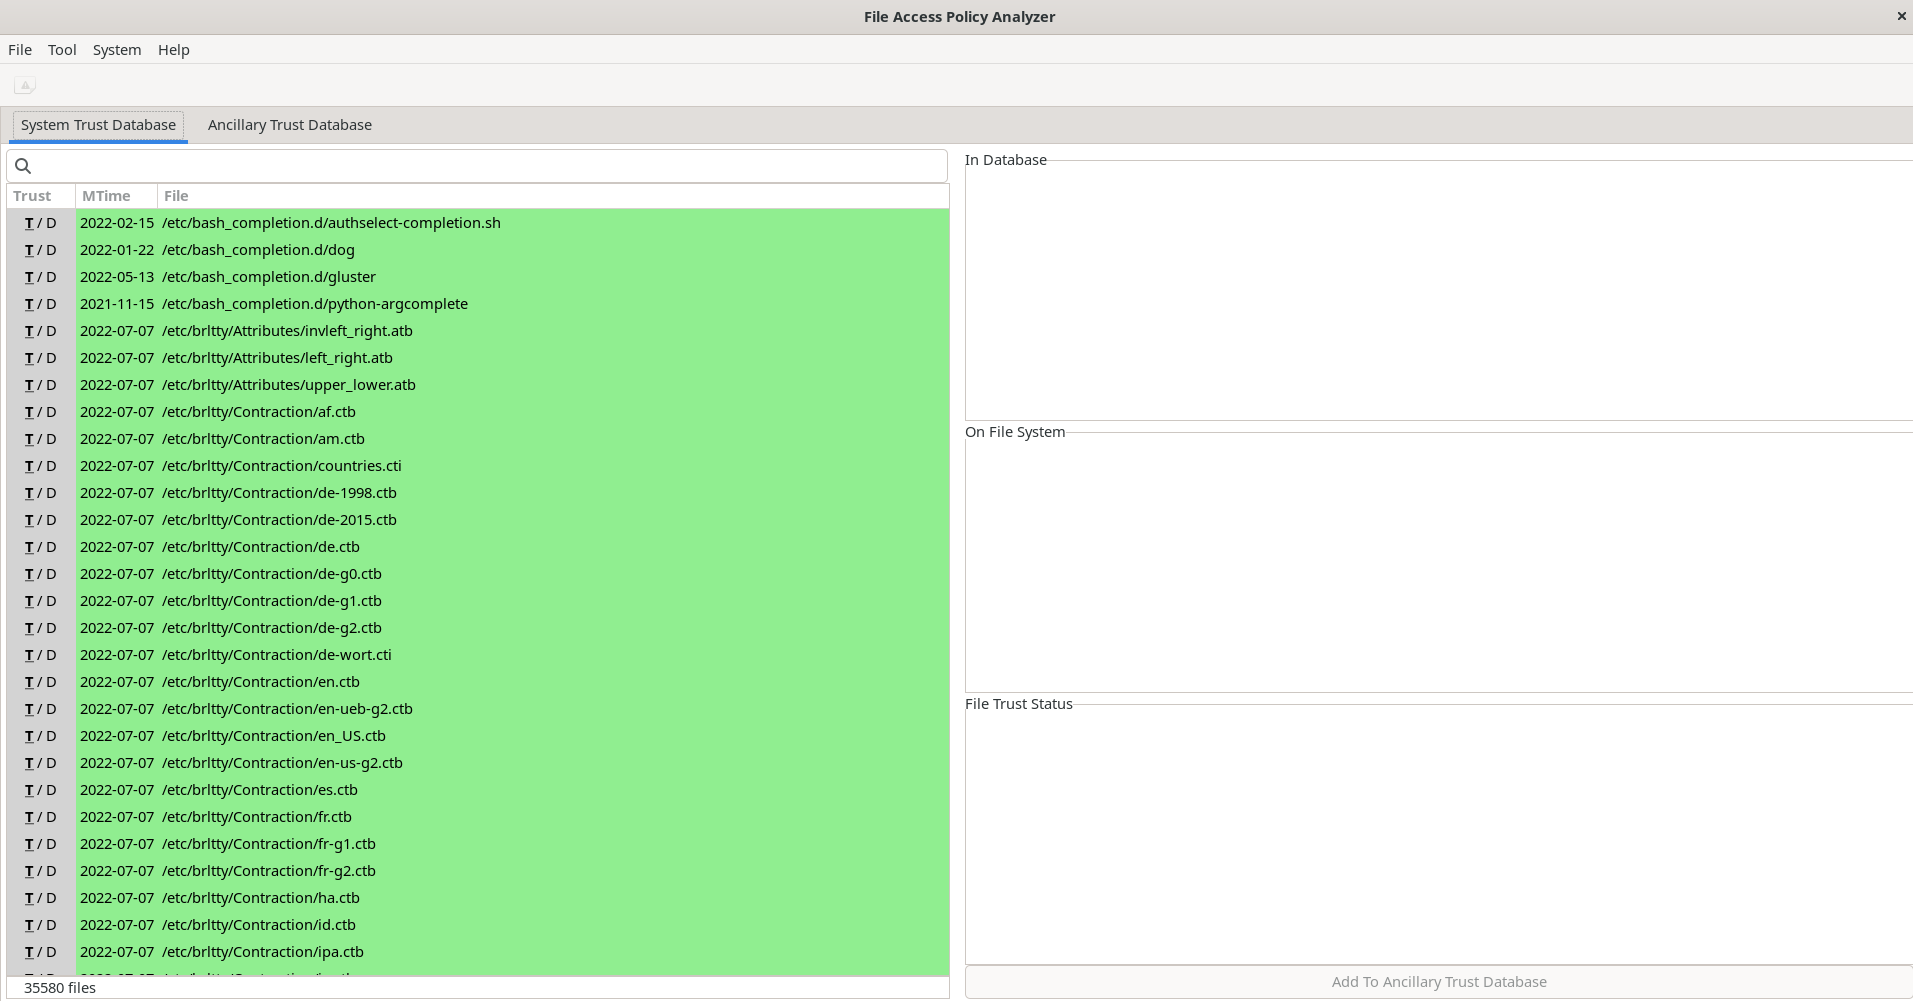 File Access Policy Analyzer
File Tool System Help
System Trust Database Ancillary Trust Database
Trust MTime File
T / D 2022-02-15 /etc/bash_completion.d/authselect-completion.sh
T / D 2022-01-22 /etc/bash_completion.d/dog
T / D 2022-05-13 /etc/bash_completion.d/gluster
T / D 2021-11-15 /etc/bash_completion.d/python-argcomplete
T / D 2022-07-07 /etc/brltty/Attributes/invleft_right.atb
T / D 2022-07-07 /etc/brltty/Attributes/left_right.atb
T / D 2022-07-07 /etc/brltty/Attributes/upper_lower.atb
T / D 2022-07-07 /etc/brltty/Contraction/af.ctb
T / D 2022-07-07 /etc/brltty/Contraction/am.ctb
T / D 2022-07-07 /etc/brltty/Contraction/countries.cti
T / D 2022-07-07 /etc/brltty/Contraction/de-1998.ctb
T / D 2022-07-07 /etc/brltty/Contraction/de-2015.ctb
T / D 2022-07-07 /etc/brltty/Contraction/de.ctb
T / D 2022-07-07 /etc/brltty/Contraction/de-g0.ctb
T / D 2022-07-07 /etc/brltty/Contraction/de-g1.ctb
T / D 2022-07-07 /etc/brltty/Contraction/de-g2.ctb
T / D 2022-07-07 /etc/brltty/Contraction/de-wort.cti
T / D 2022-07-07 /etc/brltty/Contraction/en.ctb
T / D 2022-07-07 /etc/brltty/Contraction/en-ueb-g2.ctb
T / D 2022-07-07 /etc/brltty/Contraction/en_US.ctb
T / D 2022-07-07 /etc/brltty/Contraction/en-us-g2.ctb
T / D 2022-07-07 /etc/brltty/Contraction/es.ctb
T / D 2022-07-07 /etc/brltty/Contraction/fr.ctb
T / D 2022-07-07 /etc/brltty/Contraction/fr-g1.ctb
T / D 2022-07-07 /etc/brltty/Contraction/fr-g2.ctb
T / D 2022-07-07 /etc/brltty/Contraction/ha.ctb
T / D 2022-07-07 /etc/brltty/Contraction/id.ctb
T / D 2022-07-07 /etc/brltty/Contraction/ipa.ctb
35580 files
In Database
On File System
File Trust Status
Add To Ancillary Trust Database